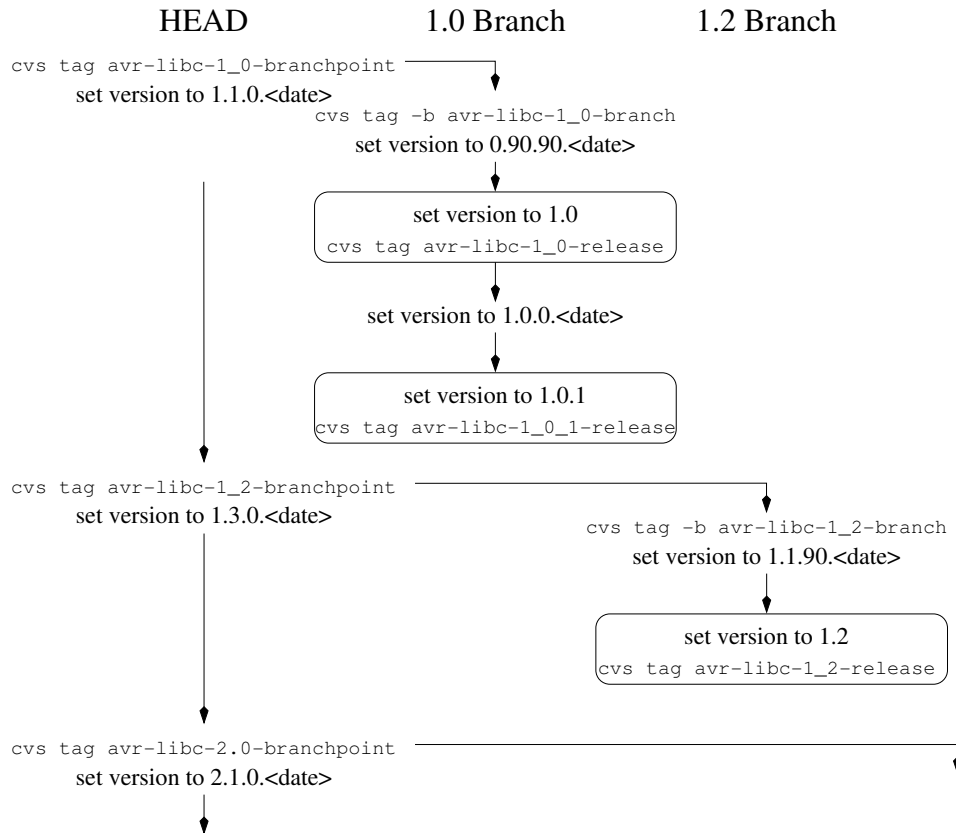 HEAD
1.0 Branch
1.2 Branch
cvs tag avr-libc-1_0-branchpoint
set version to 1.1.0.<date>
cvs tag -b avr-libc-1_0-branch
set version to 0.90.90.<date>
set version to 1.0
cvs tag avr-libc-1_0-release
set version to 1.0.0.<date>
set version to 1.0.1
cvs tag avr-libc-1_0_1-release
cvs tag avr-libc-1_2-branchpoint
set version to 1.3.0.<date>
cvs tag -b avr-libc-1_2-branch
set version to 1.1.90.<date>
set version to 1.2
cvs tag avr-libc-1_2-release
cvs tag avr-libc-2.0-branchpoint
set version to 2.1.0.<date>